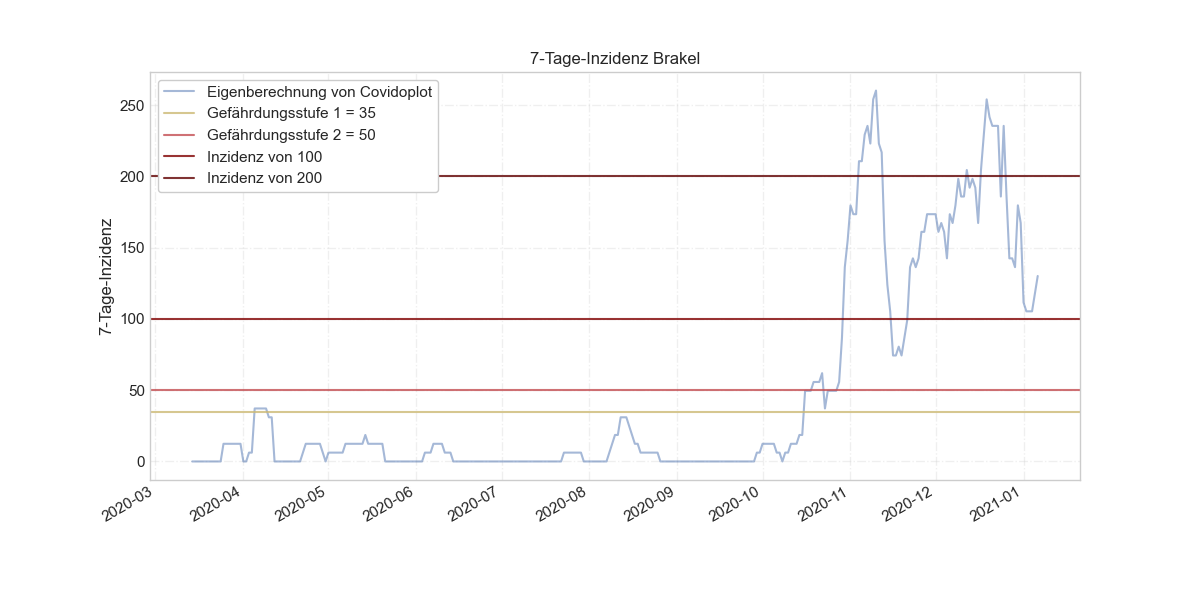 7-Tage-Inzidenz Brakel
Eigenberechnung von Covidoplot
Gefährdungsstufe 1 = 35
Gefährdungsstufe 2 = 50
Inzidenz von 100
Inzidenz von 200
7-Tage-Inzidenz
250
200
150
100
50
0
2020-03
2020-04
2020-05
2020-06
2020-07
2020-08
2020-09
2020-10
2020-11
2020-12
2021-01